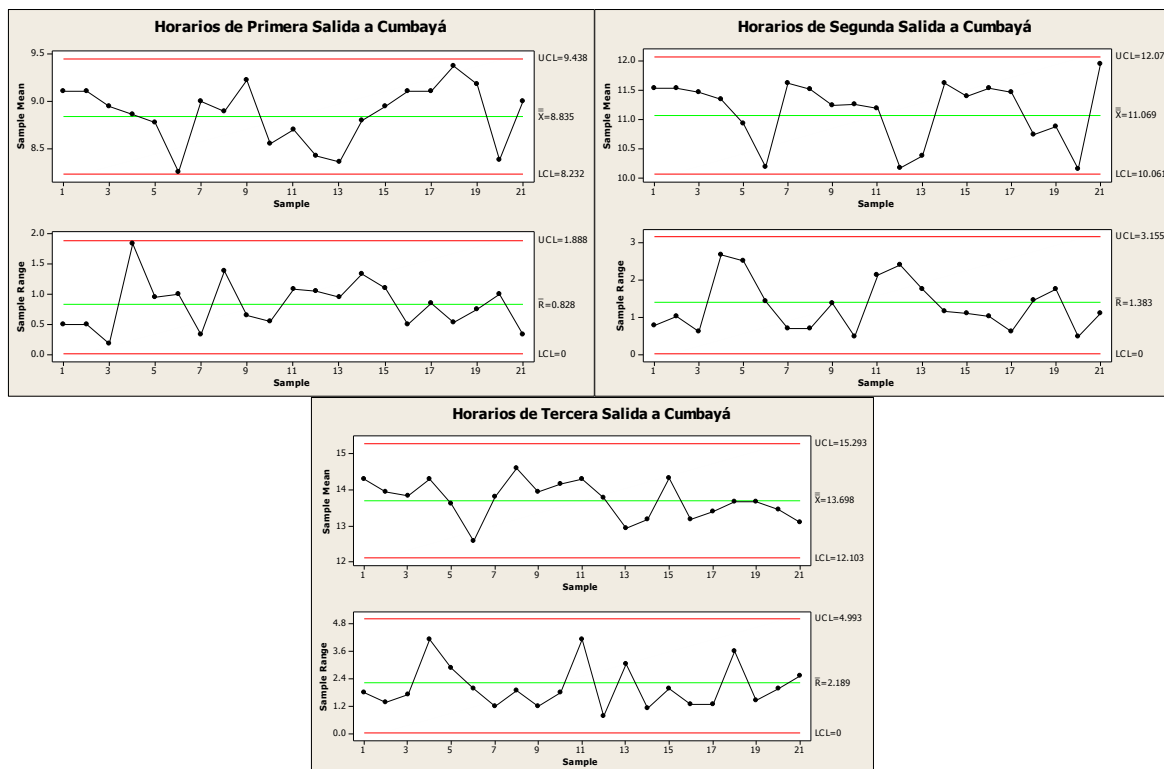 Horarios de Primera Salida a Cumbayá
9.5
9.0
8.5
Sample Mean
UCL=9.438
X=8.835
LCL=8.232
1 3 5 7 9 11 13 15 17 19 21
Sample
2.0
1.5
1.0
0.5
0.0
Sample Range
UCL=1.888
R=0.828
LCL=0
1 3 5 7 9 11 13 15 17 19 21
Sample
Horarios de Segunda Salida a Cumbayá
12.0
11.5
11.0
10.5
10.0
Sample Mean
UCL=12.07
X=11.069
LCL=10.061
1 3 5 7 9 11 13 15 17 19 21
Sample
3
2
1
0
Sample Range
UCL=3.155
R=1.383
LCL=0
1 3 5 7 9 11 13 15 17 19 21
Sample
Horarios de Tercera Salida a Cumbayá
15
14
13
12
Sample Mean
UCL=15.293
X=13.698
LCL=12.103
1 3 5 7 9 11 13 15 17 19 21
Sample
4.8
3.6
2.4
1.2
0.0
Sample Range
UCL=4.993
R=2.189
LCL=0
1 3 5 7 9 11 13 15 17 19 21
Sample